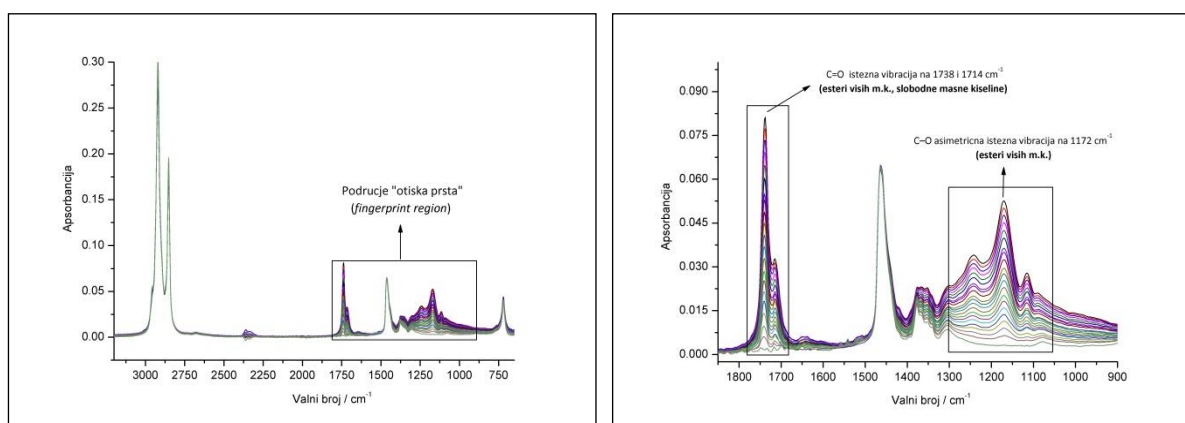 0.30
0.25
0.20
0.15
0.10
0.05
0.00
Apsorbancija
Podrucje "otiska prsta"
(fingerprint region)
3000 2750 2500 2250 2000 1750 1500 1250 1000 750
Valni broj / cm⁻¹
0.090
0.075
0.060
0.045
0.030
0.015
0.000
Apsorbancija
C=O istezna vibracija na 1738 i 1714 cm⁻¹
(esteri visih m.k., slobodne masne kiseline)
C–O asimetricna istezna vibracija na 1172 cm⁻¹
(esteri visih m.k.)
1800 1700 1600 1500 1400 1300 1200 1100 1000 900
Valni broj / cm⁻¹